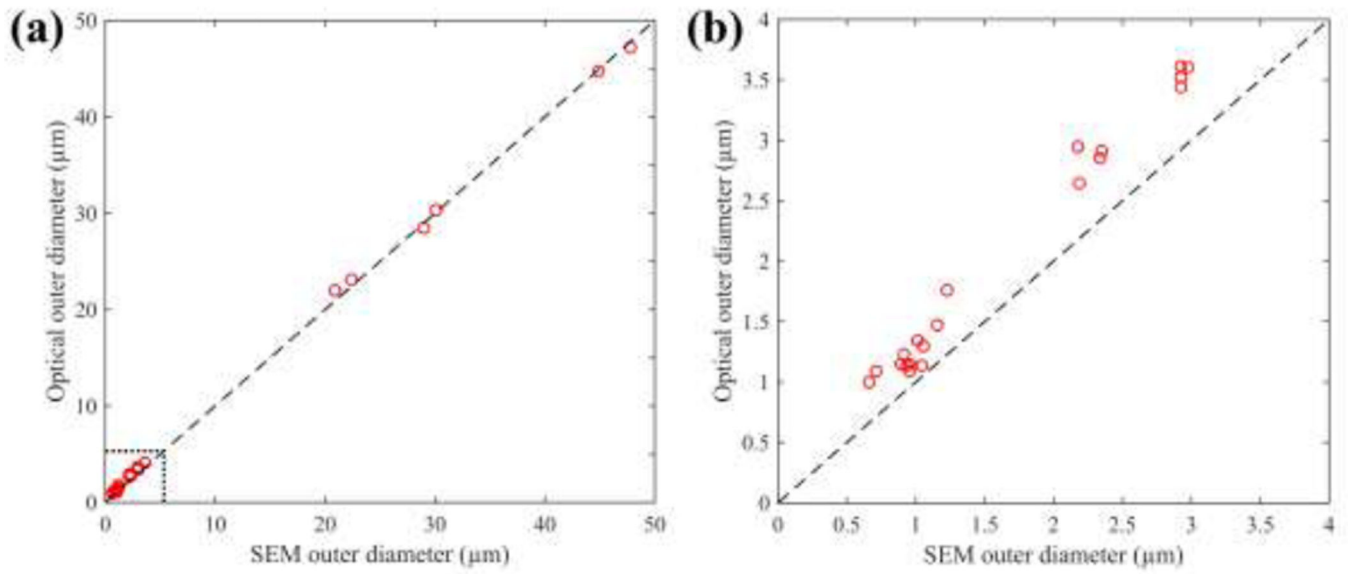 (a)
50
40
30
20
10
0
Optical outer diameter (µm)
0 10 20 30 40 50
SEM outer diameter (µm)
(b)
4
3.5
3
2.5
2
1.5
1
0.5
0
Optical outer diameter (µm)
0 0.5 1 1.5 2 2.5 3 3.5 4
SEM outer diameter (µm)